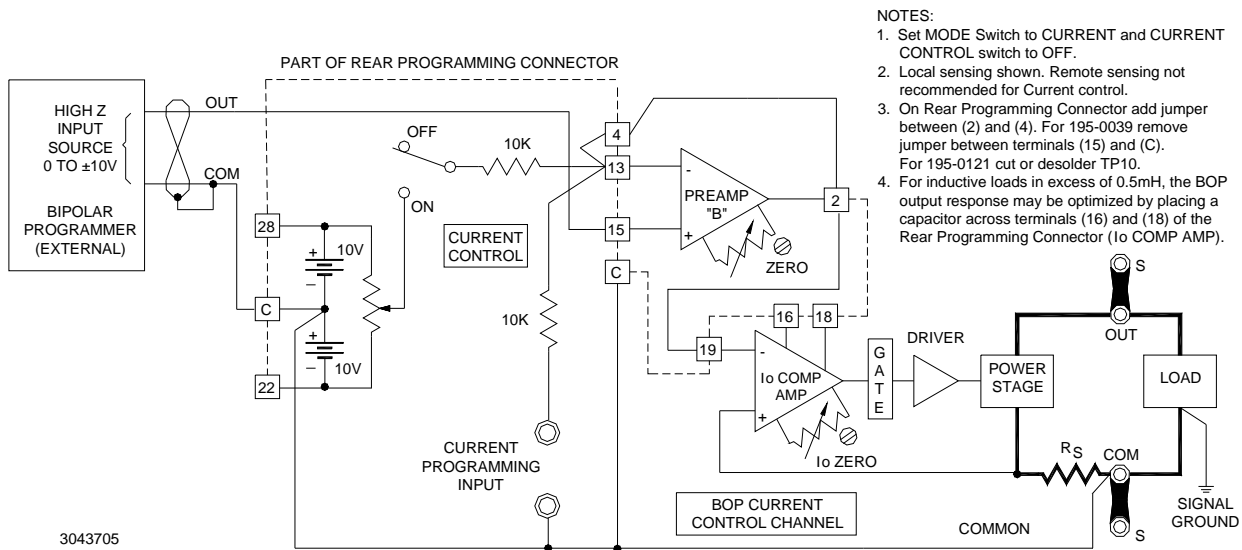 NOTES:
1. Set MODE Switch to CURRENT and CURRENT
CONTROL switch to OFF.
2. Local sensing shown. Remote sensing not
recommended for Current control.
3. On Rear Programming Connector add jumper
between (2) and (4). For 195-0039 remove
jumper between terminals (15) and (C).
For 195-0121 cut or desolder TP10.
4. For inductive loads in excess of 0.5mH, the BOP
output response may be optimized by placing a
capacitor across terminals (16) and (18) of the
Rear Programming Connector (Io COMP AMP).
PART OF REAR PROGRAMMING CONNECTOR
HIGH Z
INPUT
SOURCE
0 TO ±10V
BIPOLAR
PROGRAMMER
(EXTERNAL)
OUT
COM
OFF
ON
10K
4
13
15
C
28
C
22
+
10V
–
+
10V
–
CURRENT
CONTROL
10K
-
PREAMP
"B"
+
ZERO
2
16
18
19
-
Io COMP
AMP
+
Io ZERO
GATE
DRIVER
POWER
STAGE
S
OUT
LOAD
RS
COM
S
SIGNAL
GROUND
CURRENT
PROGRAMMING
INPUT
BOP CURRENT
CONTROL CHANNEL
COMMON
3043705